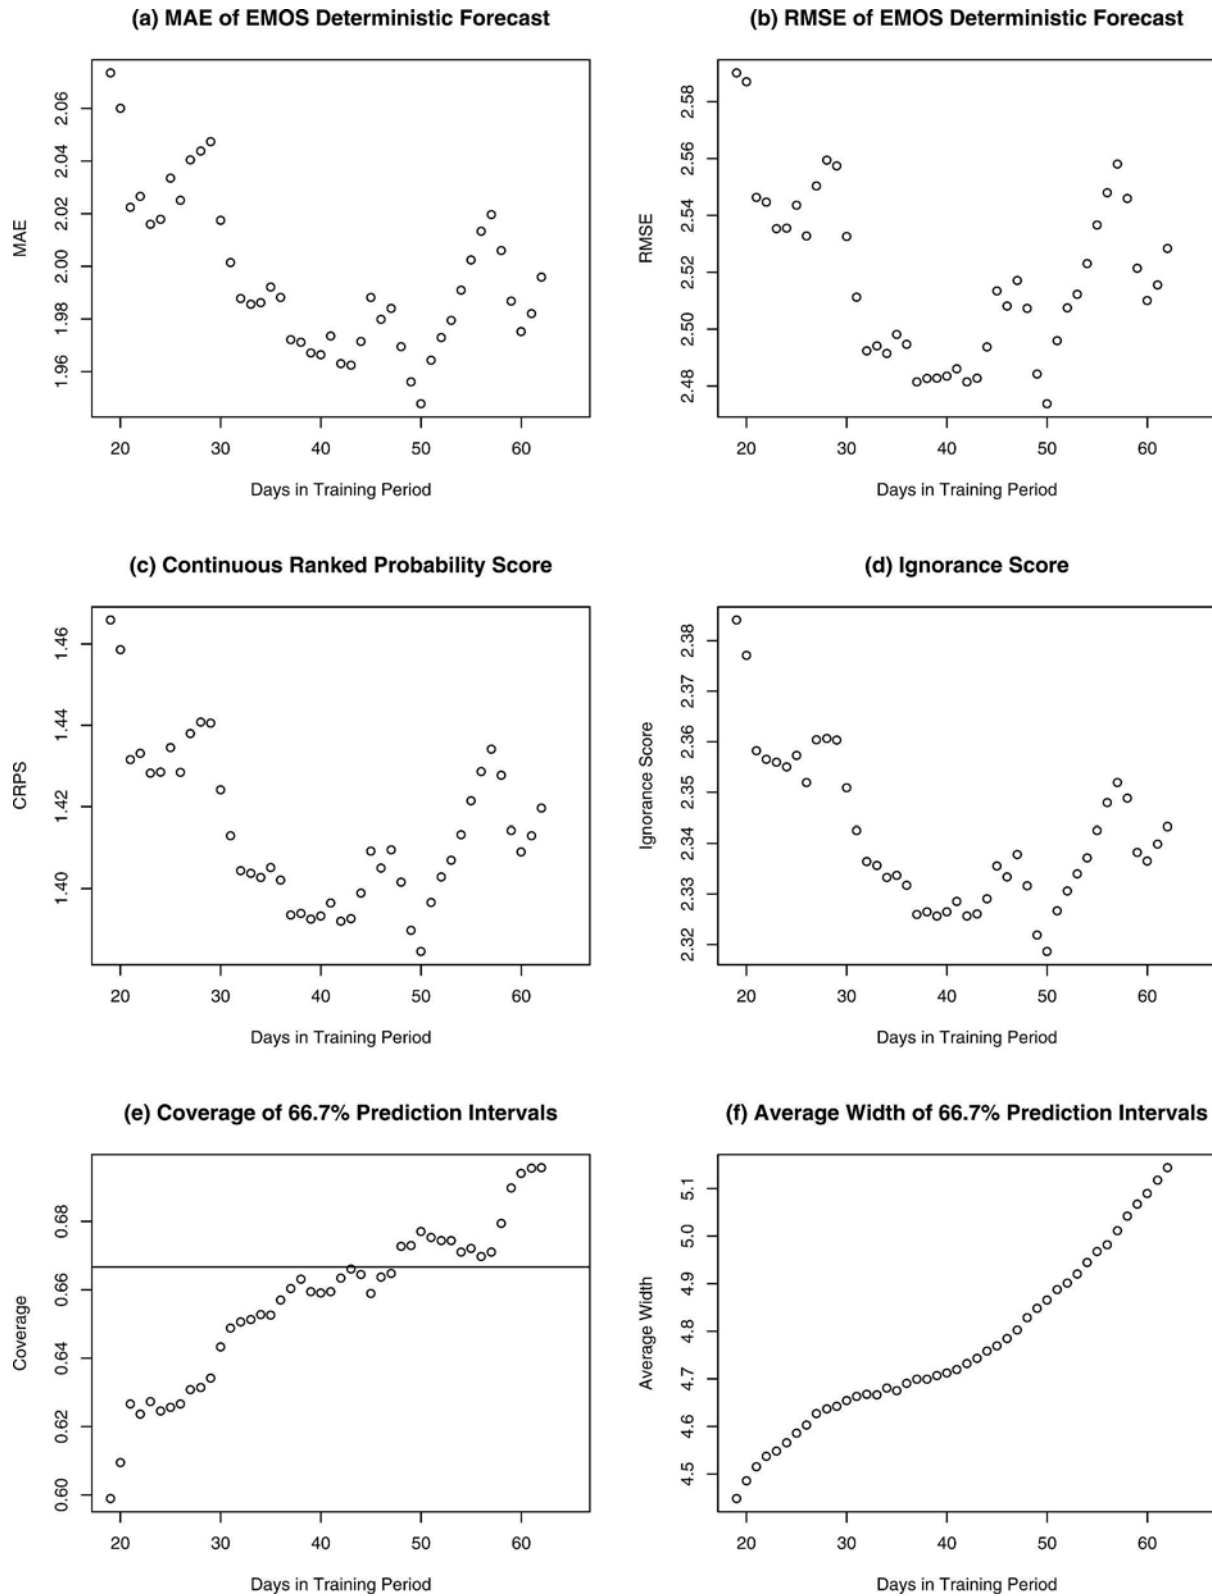 (a) MAE of EMOS Deterministic Forecast
MAE
1.96 1.98 2.00 2.02 2.04 2.06
20 30 40 50 60
Days in Training Period
(b) RMSE of EMOS Deterministic Forecast
RMSE
2.48 2.50 2.52 2.54 2.56 2.58
20 30 40 50 60
Days in Training Period
(c) Continuous Ranked Probability Score
CRPS
1.40 1.42 1.44 1.46
20 30 40 50 60
Days in Training Period
(d) Ignorance Score
Ignorance Score
2.32 2.33 2.34 2.35 2.36 2.37 2.38
20 30 40 50 60
Days in Training Period
(e) Coverage of 66.7% Prediction Intervals
Coverage
0.60 0.62 0.64 0.66 0.68
20 30 40 50 60
Days in Training Period
(f) Average Width of 66.7% Prediction Intervals
Average Width
4.5 4.6 4.7 4.8 4.9 5.0 5.1
20 30 40 50 60
Days in Training Period